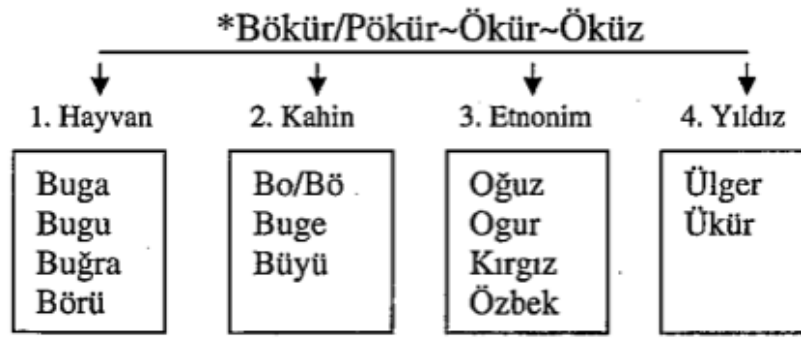 *Bökür/Pökür~Ökür~Öküz
1. Hayvan 2. Kahin 3. Etnonim 4. Yıldız
Buga Bo/Bö Oğuz Ülger
Bugu Buge Ogur Ükür
Buğra Büyü Kırgız
Börü Özbek